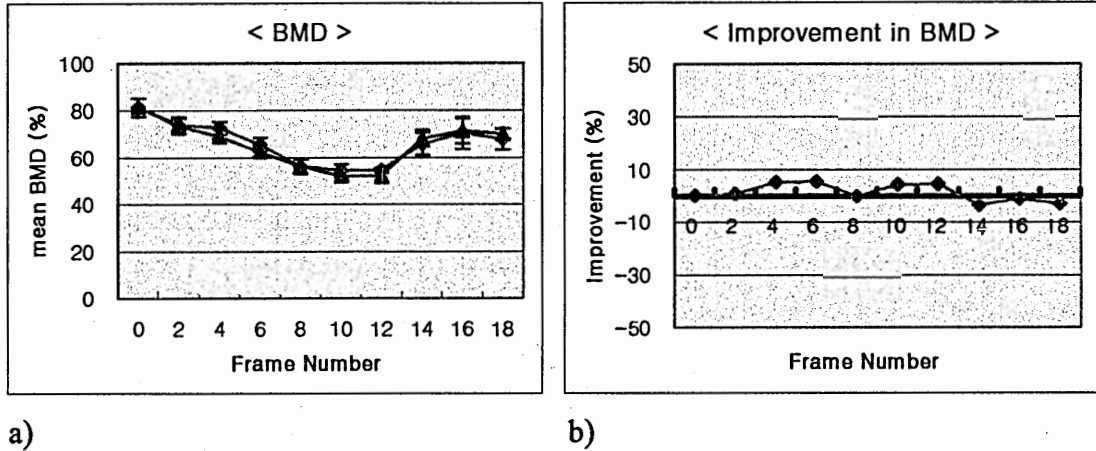 < BMD >
100
80
60
40
20
0
mean BMD (%)
0 2 4 6 8 10 12 14 16 18
Frame Number
a)
< Improvement in BMD >
50
30
10
−10
−30
−50
Improvement (%)
0 2 4 6 8 10 12 14 16 18
Frame Number
b)